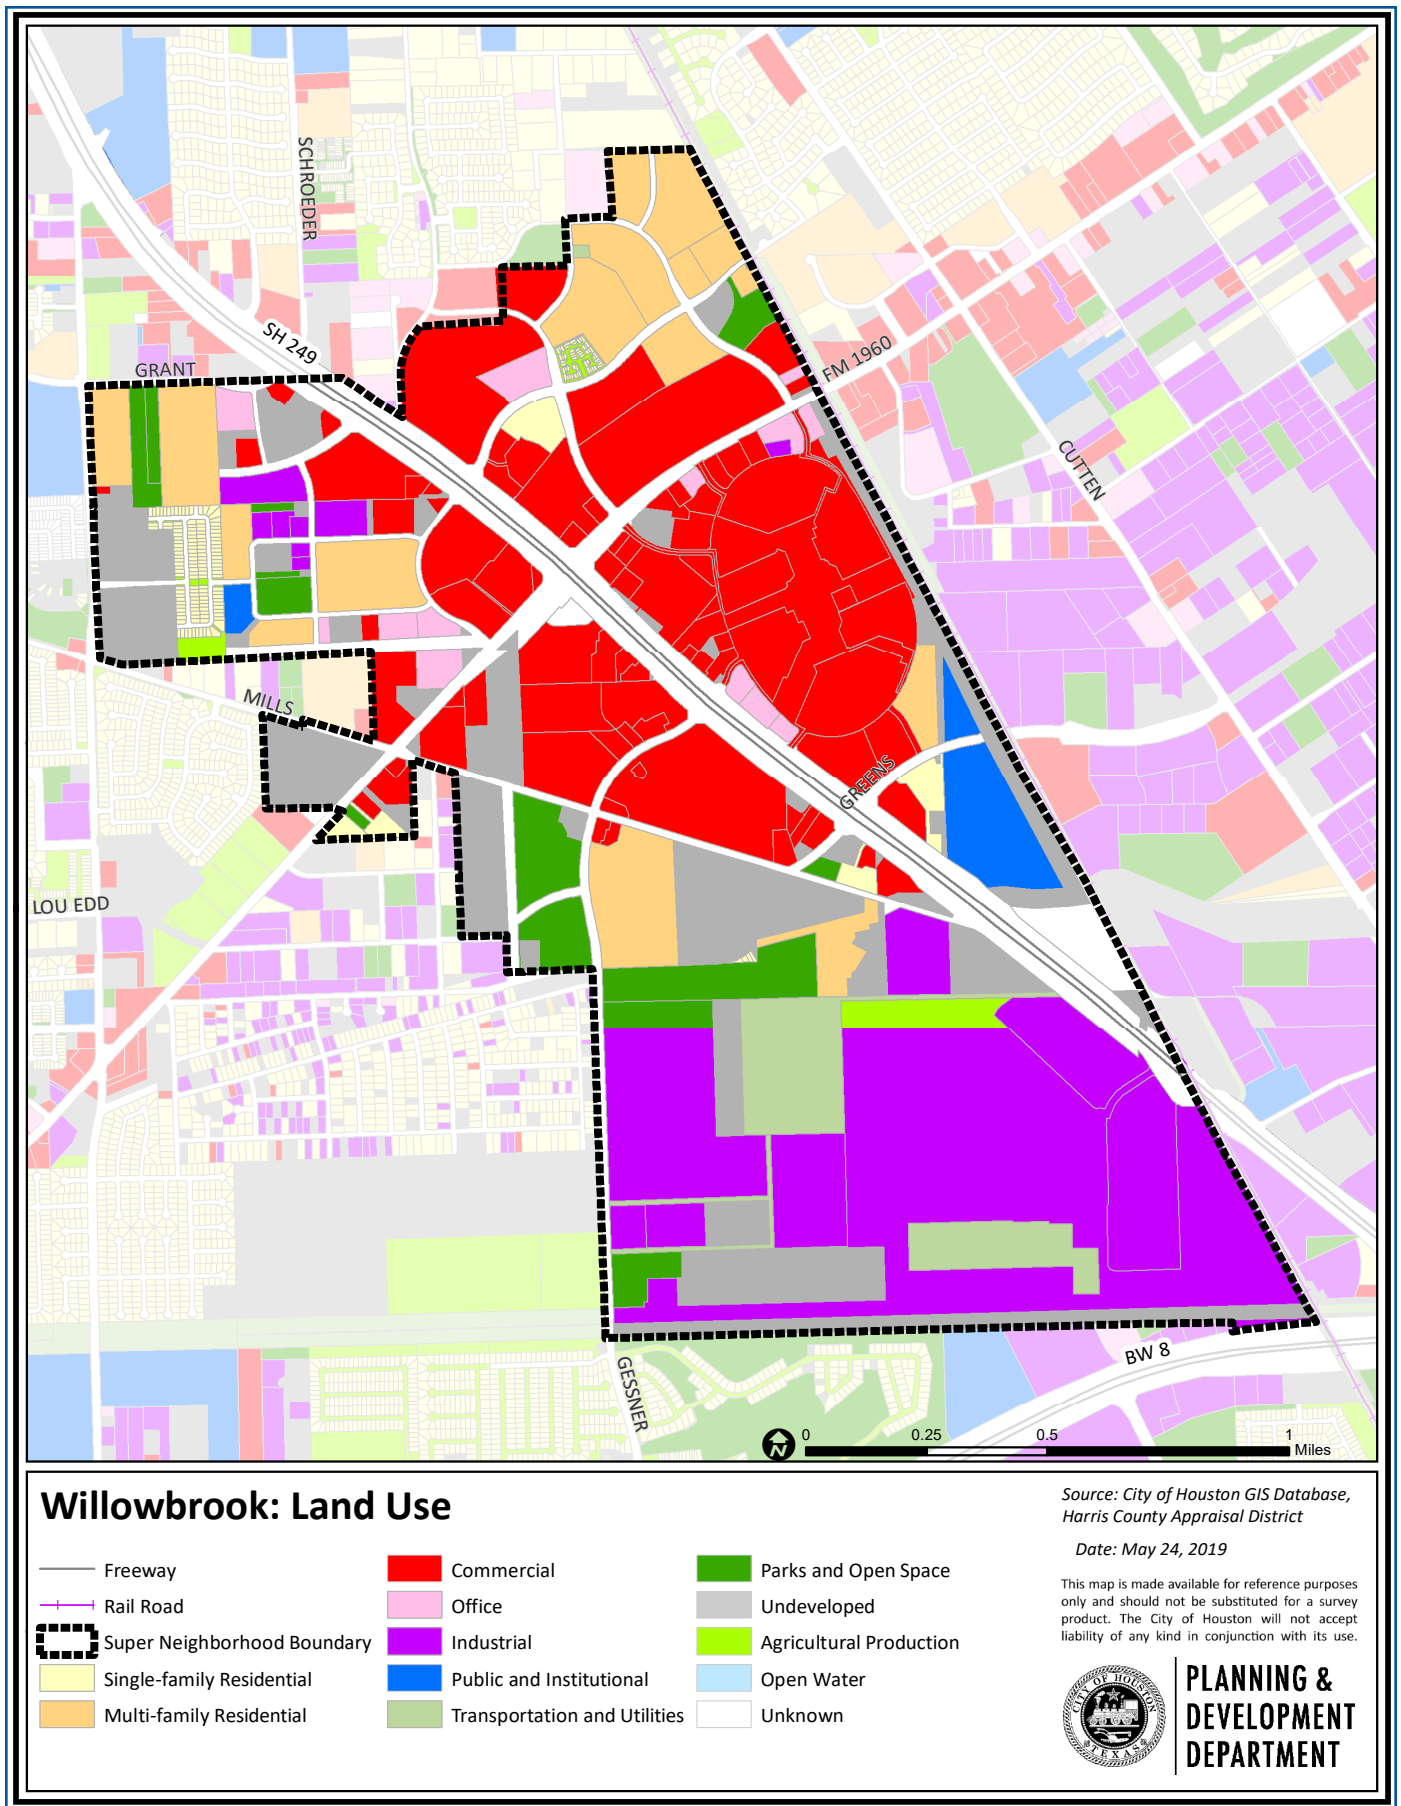 SCHROEDER
SH 249
GRANT
FM 1960
CUTTEN
MILLS
GREENS
LOU EDD
BW 8
GESSNER
N
0 0.25 0.5 1
Miles
Willowbrook: Land Use
Freeway
Rail Road
Super Neighborhood Boundary
Single-family Residential
Multi-family Residential
Commercial
Office
Industrial
Public and Institutional
Transportation and Utilities
Parks and Open Space
Undeveloped
Agricultural Production
Open Water
Unknown
Source: City of Houston GIS Database,
Harris County Appraisal District
Date: May 24, 2019
This map is made available for reference purposes
only and should not be substituted for a survey
product. The City of Houston will not accept
liability of any kind in conjunction with its use.
CITY OF HOUSTON
TEXAS
PLANNING &
DEVELOPMENT
DEPARTMENT